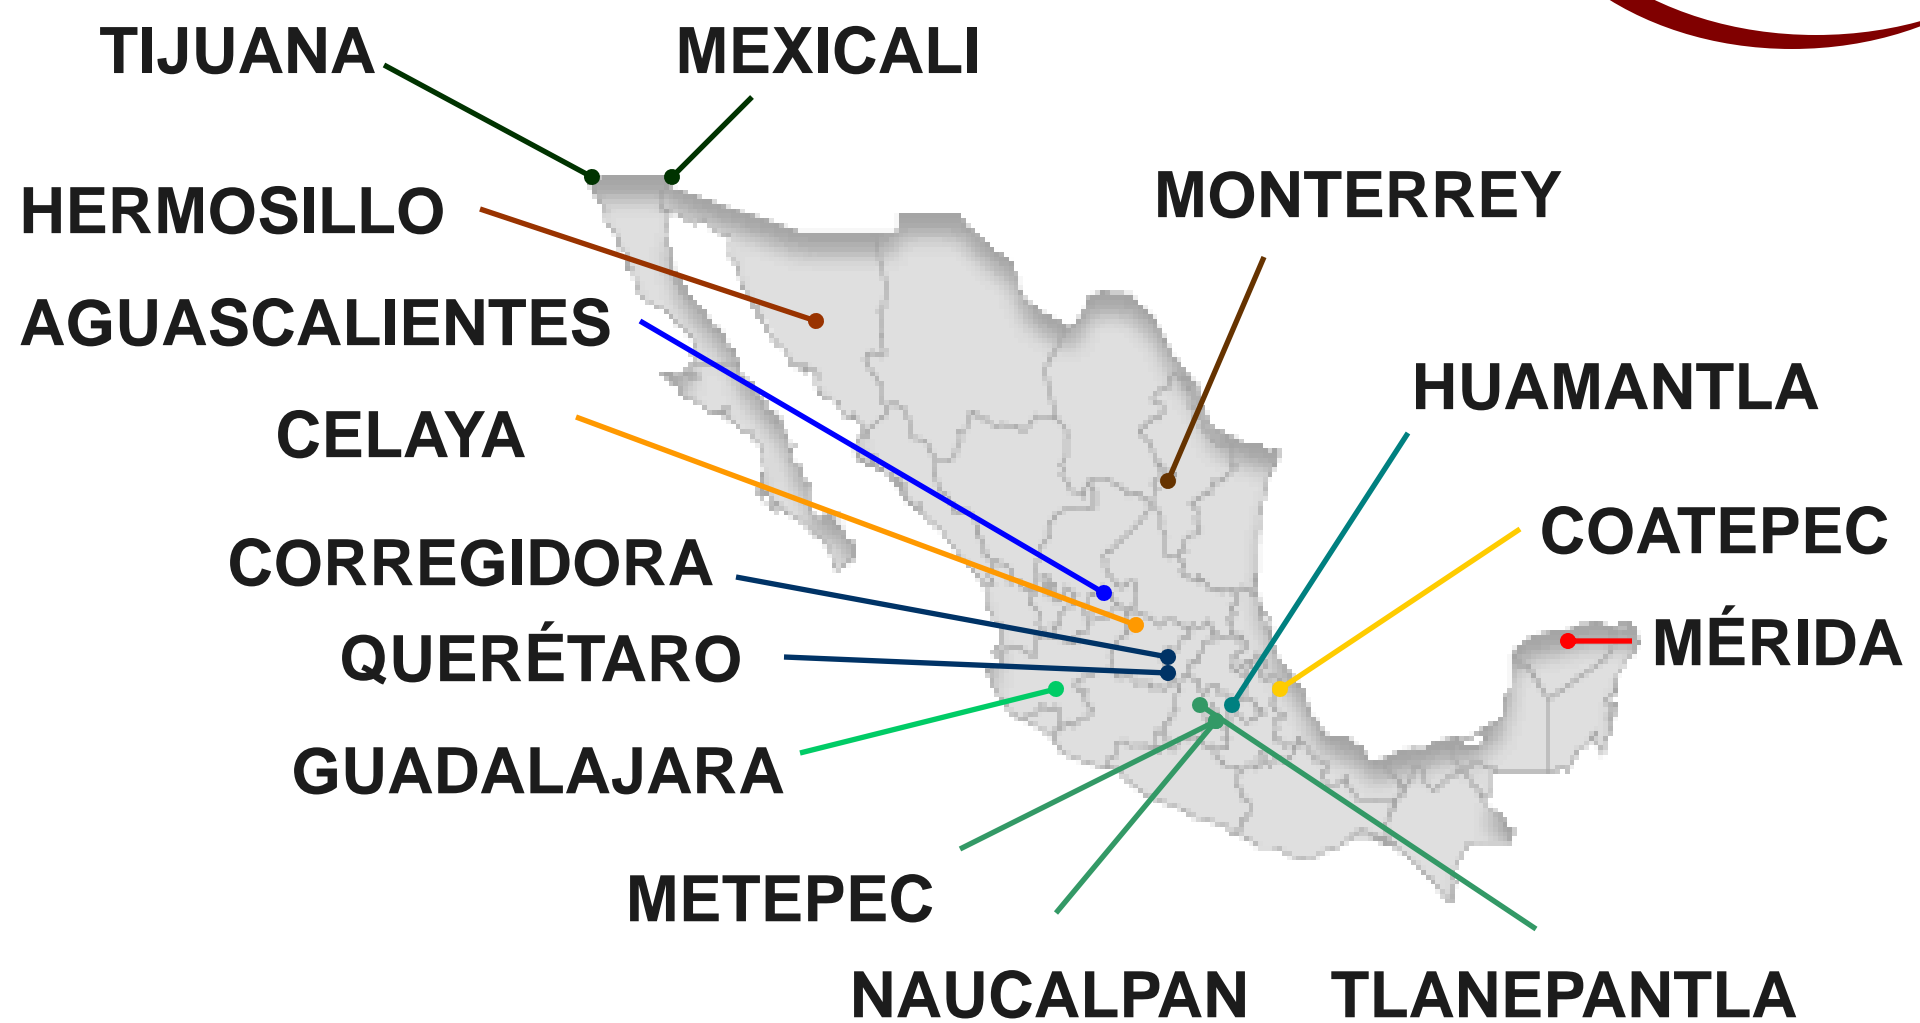 TIJUANA
MEXICALI
HERMOSILLO
MONTERREY
AGUASCALIENTES
HUAMANTLA
CELAYA
COATEPEC
CORREGIDORA
QUERÉTARO
MÉRIDA
GUADALAJARA
METEPEC
NAUCALPAN
TLANEPANTLA